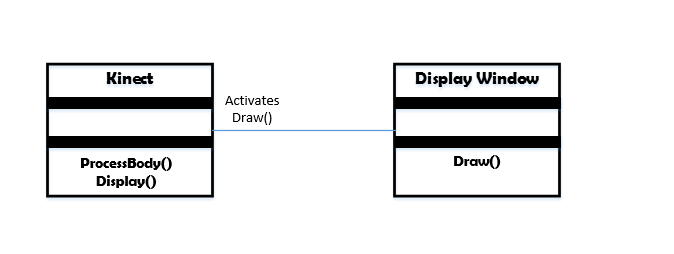 Kinect
Activates
Draw()
ProcessBody()
Display()
Display Window
Draw()